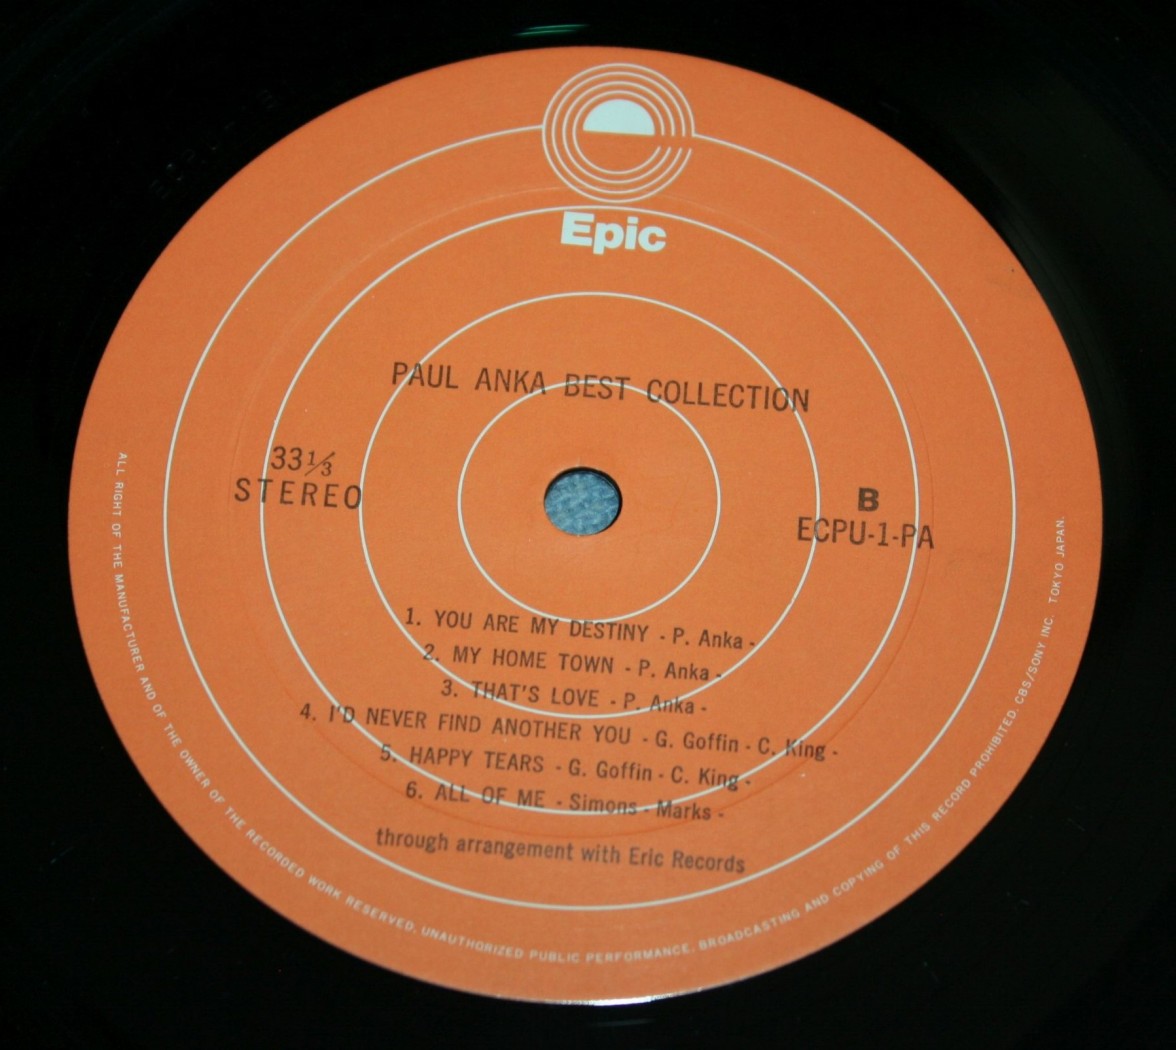 Epic
PAUL ANKA BEST COLLECTION
33 1/3
STEREO
B
ECPU-1-PA
1. YOU ARE MY DESTINY - P. Anka -
2. MY HOME TOWN - P. Anka -
3. THAT'S LOVE - P. Anka -
4. I'D NEVER FIND ANOTHER YOU - G. Goffin - C. King -
5. HAPPY TEARS - G. Goffin - C. King -
6. ALL OF ME - Simons - Marks -
through arrangement with Eric Records
ALL RIGHT OF THE MANUFACTURER AND OF THE OWNER OF THE RECORDED WORK RESERVED. UNAUTHORIZED PUBLIC PERFORMANCE. BROADCASTING AND COPYING OF THIS RECORD PROHIBITED. CBS/SONY INC. TOKYO JAPAN.